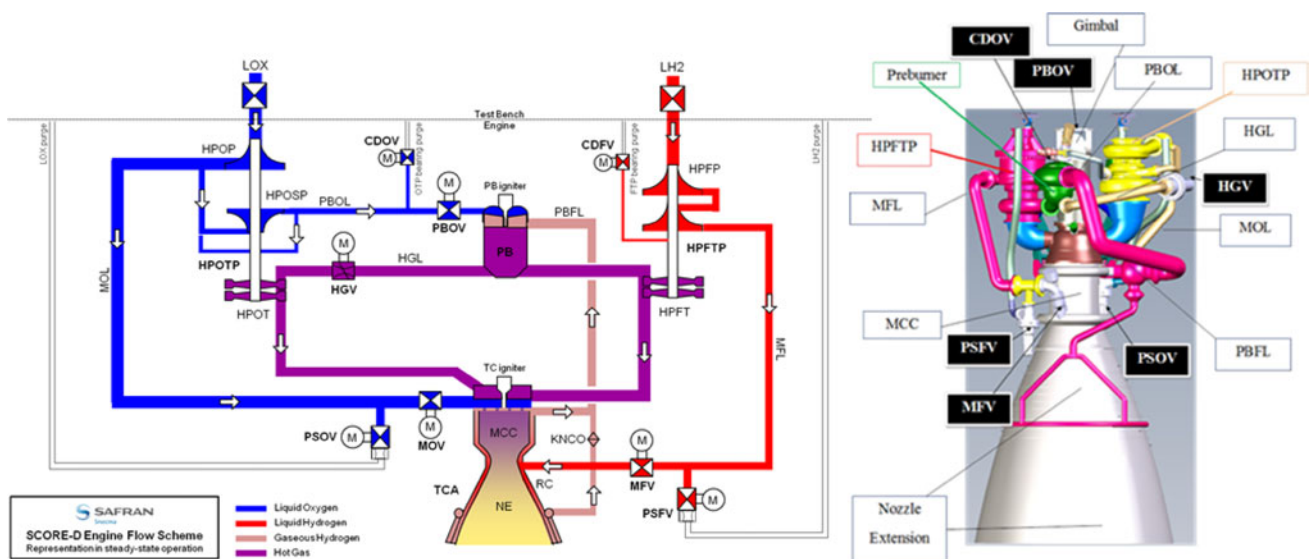 LOX
LH2
Test Bench
Engine
LOX purge
CDOV
M
OTP bearing purge
CDFV
M
FTP bearing purge
LH2 purge
HPOP
HPFP
M
PB igniter
HPOSP
PBOL
PBFL
PBOV
HPFTP
M
PB
HPOTP
HGL
HGV
HPOT
HPFT
MOL
MFL
TC igniter
PSOV
M
MOV
M
MCC
KNCO
M
RC
MFV
TCA
NE
PSFV
M
SAFRAN
Snecma
SCORE-D Engine Flow Scheme
Representation in steady-state operation
Liquid Oxygen
Liquid Hydrogen
Gaseous Hydrogen
Hot Gas
Gimbal
CDOV
PBOV
PBOL
Preburner
HPOTP
HPFTP
HGL
HGV
MFL
MOL
MCC
PSFV
PSOV
PBFL
MFV
Nozzle
Extension